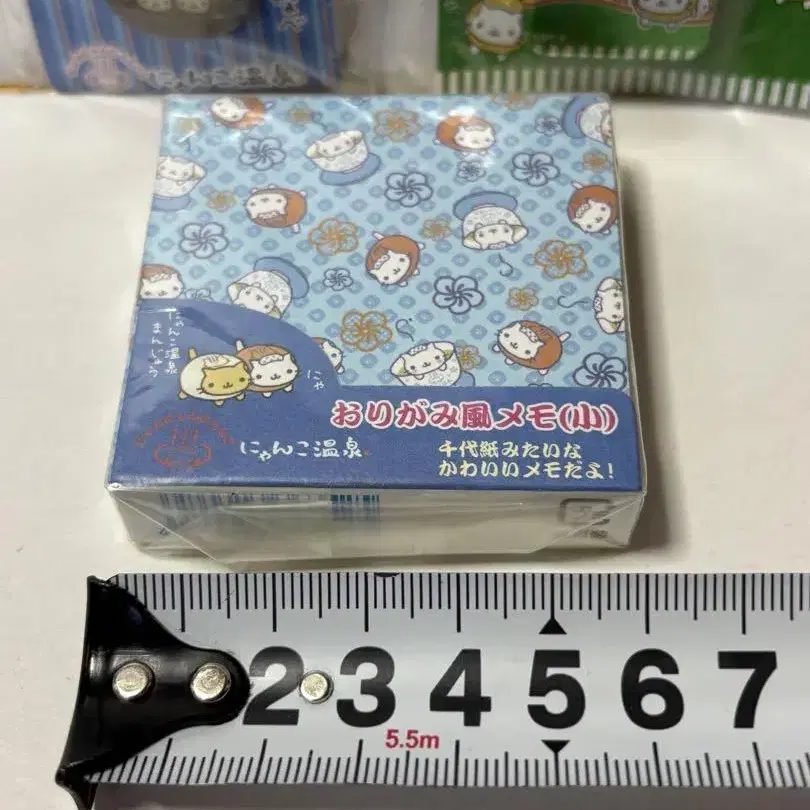 にゃんこ温泉
にゃんこ温泉
まんじゅう
にゃ
おりがみ風メモ(小)
にゃんこ温泉
千代紙みたいな
かわいいメモだよ!
2 3 4 5 6 7
5.5m